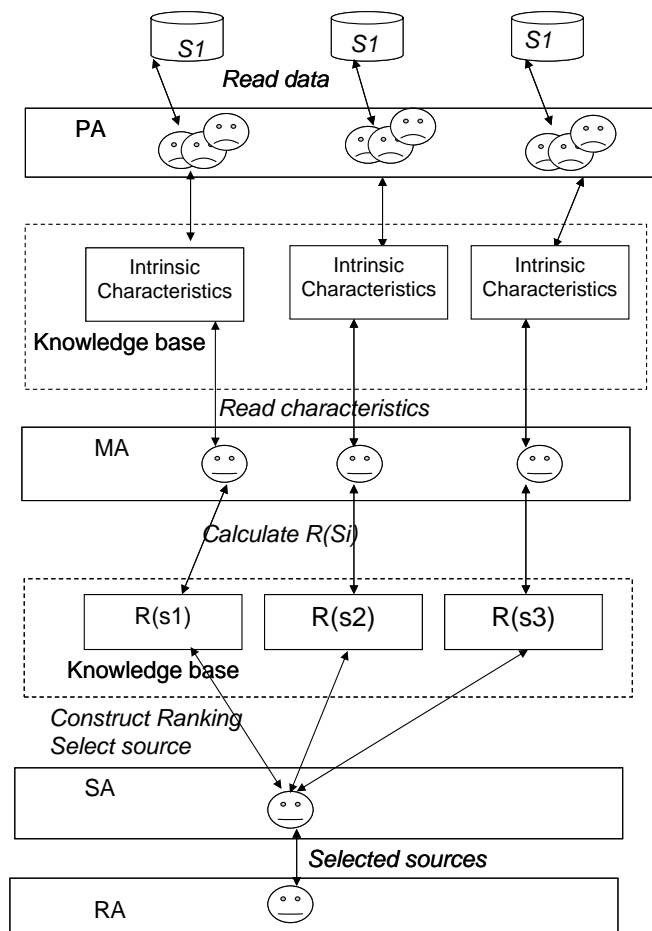 S1
S1
S1
Read data
PA
Intrinsic
Characteristics
Intrinsic
Characteristics
Intrinsic
Characteristics
Knowledge base
Read characteristics
MA
Calculate R(Si)
R(s1)
R(s2)
R(s3)
Knowledge base
Construct Ranking
Select source
SA
Selected sources
RA